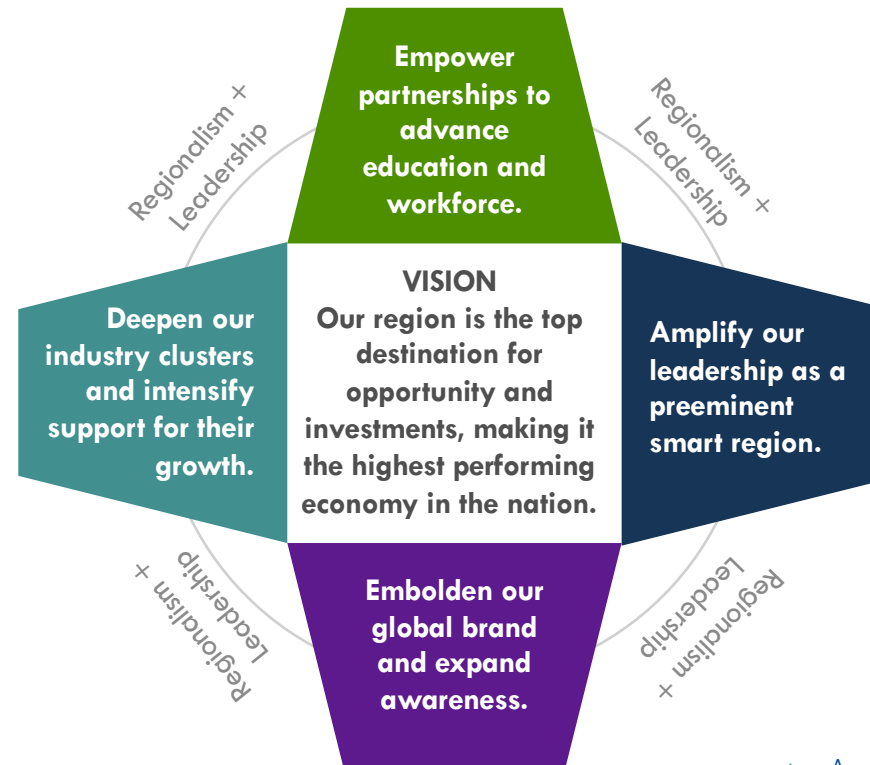 Empower
partnerships to
advance
education and
workforce.
Regionalism +
Leadership
Regionalism +
Leadership
Deepen our
industry clusters
and intensify
support for their
growth.
VISION
Our region is the top
destination for
opportunity and
investments, making it
the highest performing
economy in the nation.
Amplify our
leadership as a
preeminent
smart region.
Regionalism +
Leadership
Regionalism +
Leadership
Embolden our
global brand
and expand
awareness.